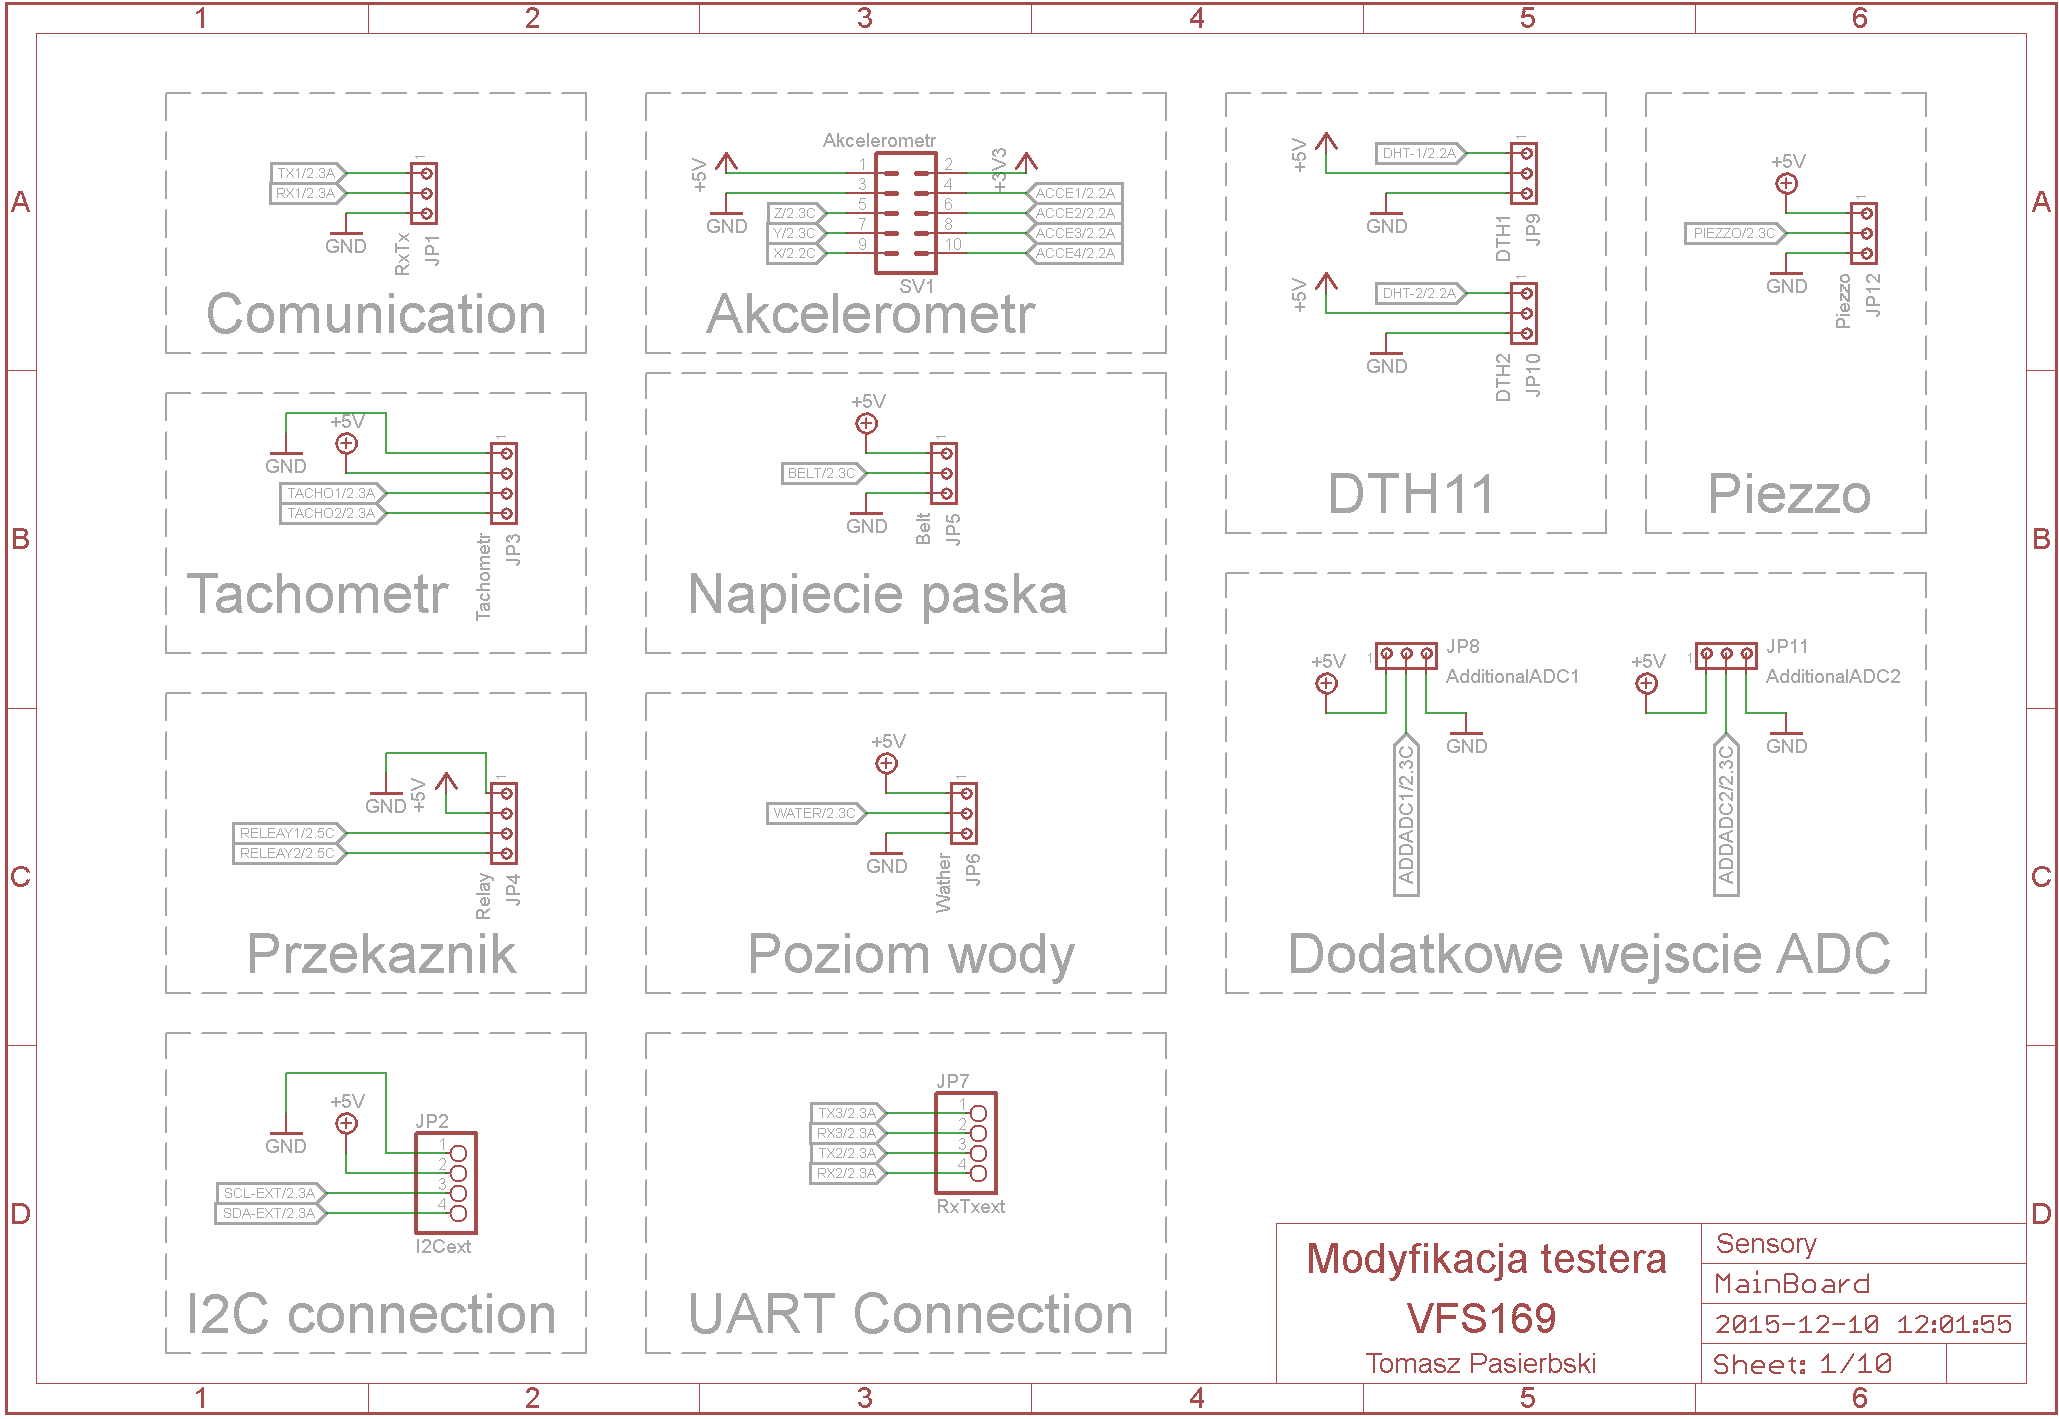 1 2 3 4 5 6
A
B
C
D
A
B
C
D
TX1/2.3A
RX1/2.3A
GND
1
RxTx
JP1
Comunication
Akcelerometr
+5V
GND
+3V3
1
2
3
4
5
6
7
8
9
10
Z/2.3C
Y/2.3C
X/2.2C
ACCE1/2.2A
ACCE2/2.2A
ACCE3/2.2A
ACCE4/2.2A
SV1
Akcelerometr
+5V
DHT-1/2.2A
GND
1
DTH1
JP9
+5V
DHT-2/2.2A
GND
1
DTH2
JP10
DTH11
+5V
PIEZZO/2.3C
GND
1
Piezzo
JP12
Piezzo
+5V
GND
TACHO1/2.3A
TACHO2/2.3A
1
Tachometr
JP3
Tachometr
+5V
BELT/2.3C
GND
1
Belt
JP5
Napiecie paska
GND
+5V
RELEAY1/2.5C
RELEAY2/2.5C
1
Relay
JP4
Przekaznik
+5V
WATER/2.3C
GND
1
Wather
JP6
Poziom wody
+5V
1
JP8
AdditionalADC1
GND
ADDADC1/2.3C
+5V
1
JP11
AdditionalADC2
GND
ADDADC2/2.3C
Dodatkowe wejscie ADC
+5V
GND
JP2
1
2
3
4
SCL-EXT/2.3A
SDA-EXT/2.3A
I2Cext
I2C connection
JP7
TX3/2.3A
RX3/2.3A
TX2/2.3A
RX2/2.3A
1
2
3
4
RxTxext
UART Connection
Modyfikacja testera
VFS169
Tomasz Pasierbski
Sensory
MainBoard
2015-12-10 12:01:55
Sheet: 1/10
1 2 3 4 5 6